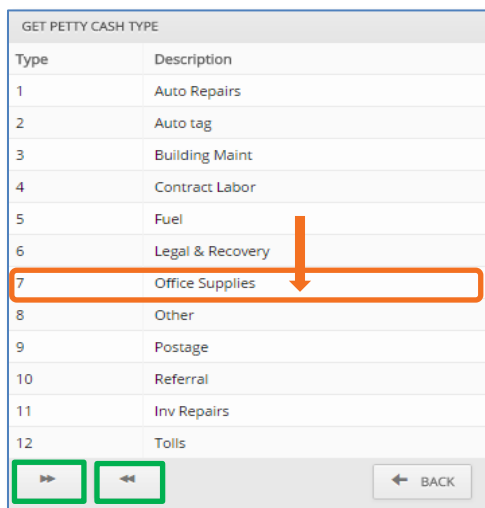 GET PETTY CASH TYPE
Type Description
1 Auto Repairs
2 Auto tag
3 Building Maint
4 Contract Labor
5 Fuel
6 Legal & Recovery
7 Office Supplies
8 Other
9 Postage
10 Referral
11 Inv Repairs
12 Tolls
BACK